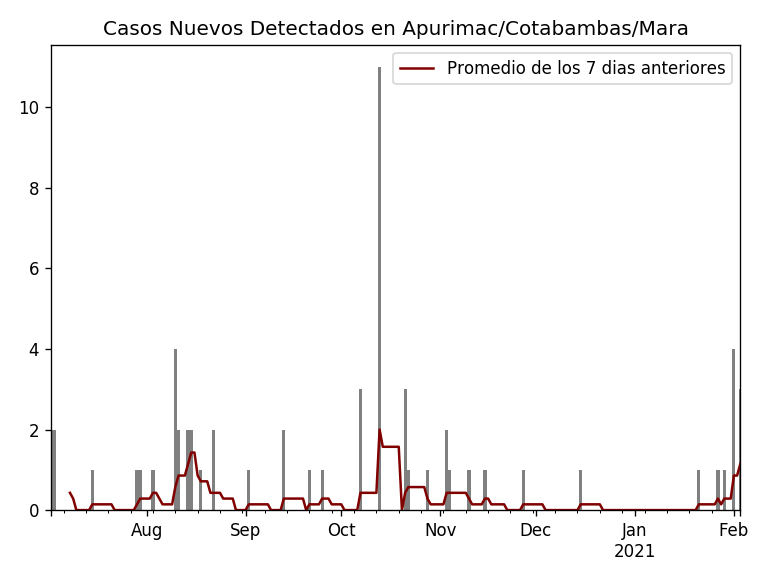 Casos Nuevos Detectados en Apurimac/Cotabambas/Mara
Promedio de los 7 dias anteriores
10
8
6
4
2
0
Aug Sep Oct Nov Dec Jan Feb
2021